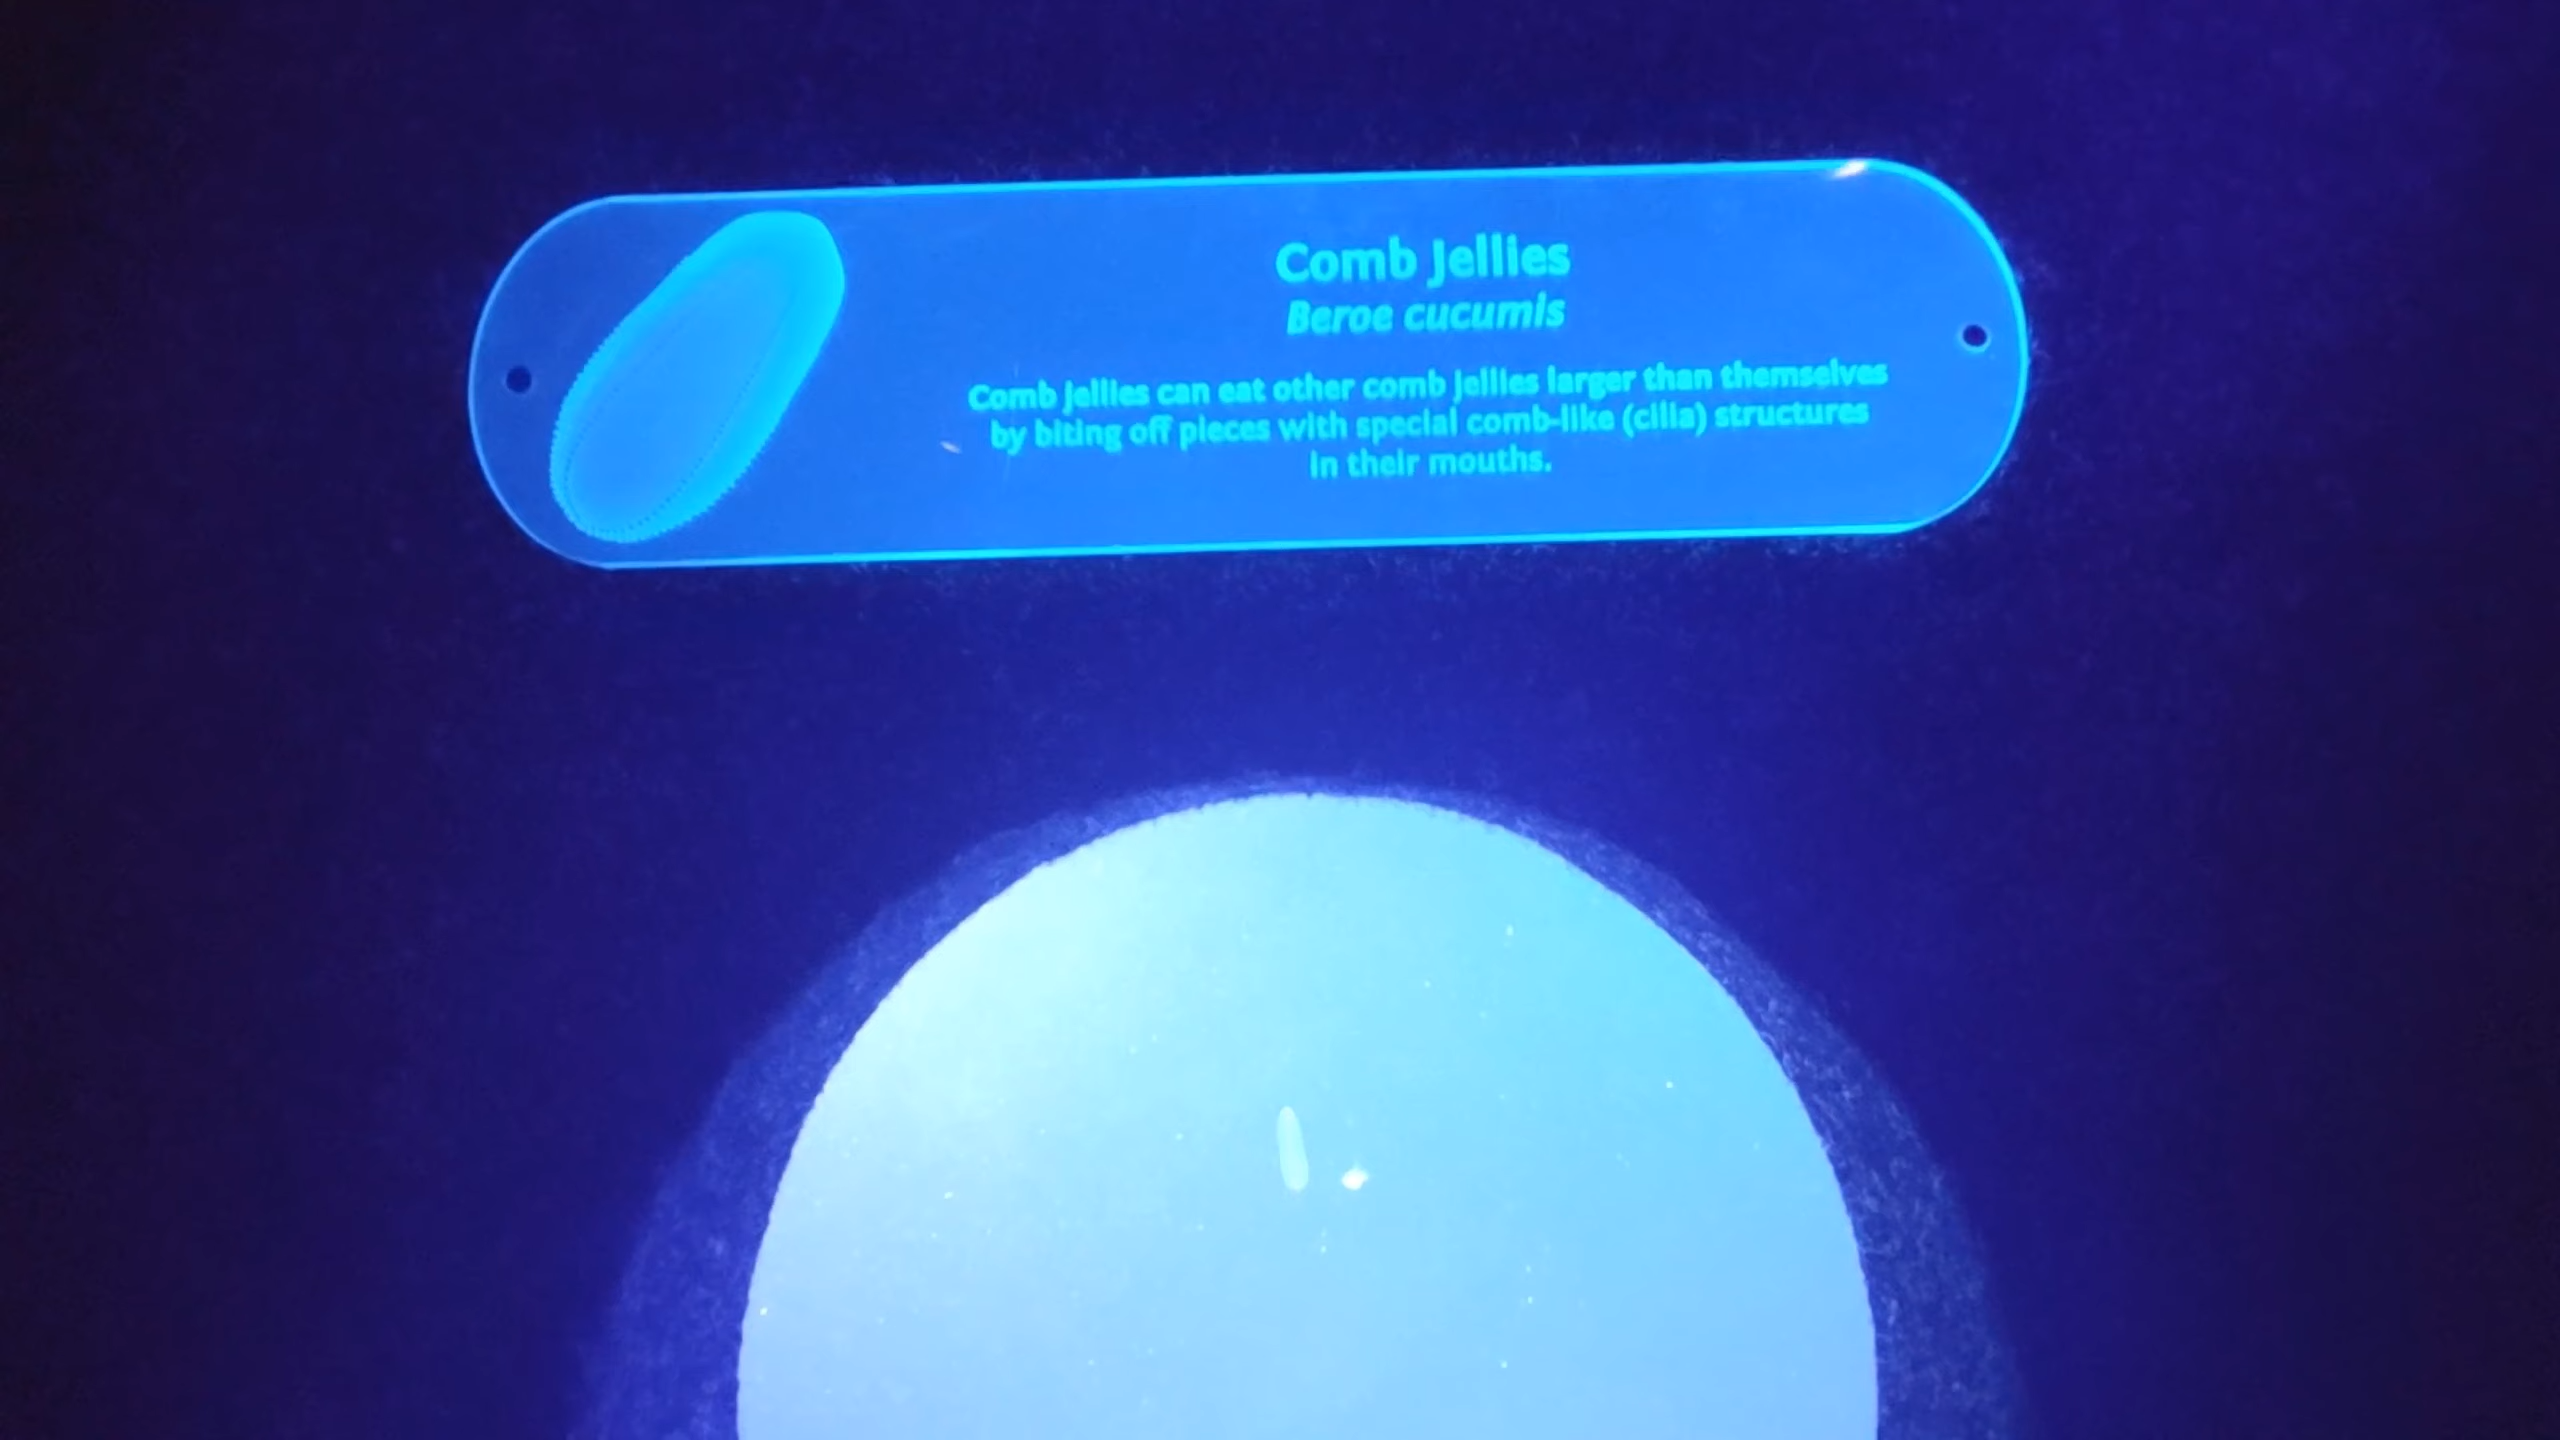 Comb Jellies
Beroe cucumis
Comb jellies can eat other comb jellies larger than themselves
by biting off pieces with special comb-like (cilia) structures
in their mouths.